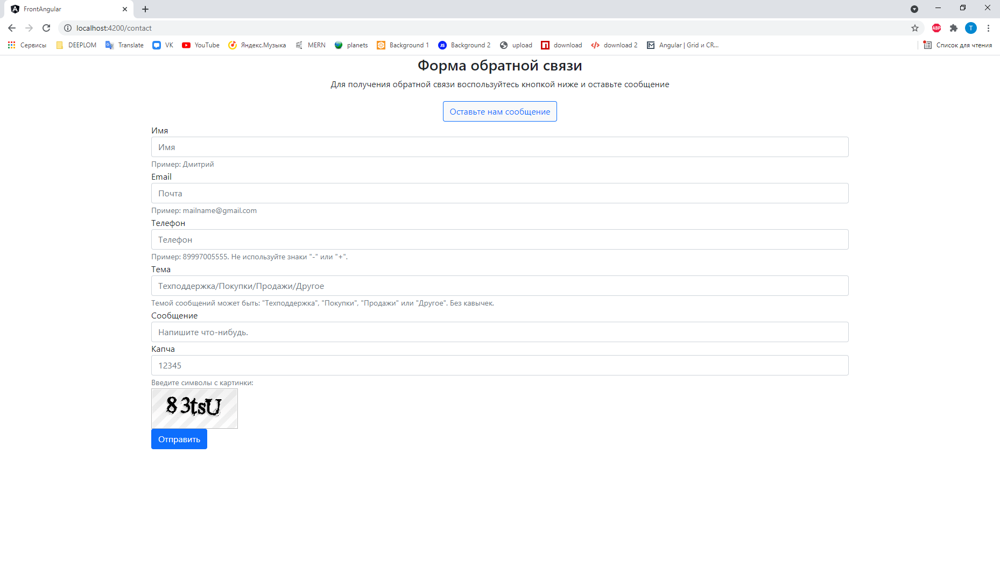 FrontAngular
localhost:4200/contact
ABP
T
Сервисы DEEPLOM Translate VK YouTube Яндекс.Музыка MERN planets Background 1 JS Background 2 upload download download 2 Angular | Grid и CR... Список для чтения
Форма обратной связи
Для получения обратной связи воспользуйтесь кнопкой ниже и оставьте сообщение
Оставьте нам сообщение
Имя
Имя
Пример: Дмитрий
Email
Почта
Пример: mailname@gmail.com
Телефон
Телефон
Пример: 89997005555. Не используйте знаки "-" или "+".
Тема
Техподдержка/Покупки/Продажи/Другое
Темой сообщений может быть: "Техподдержка", "Покупки", "Продажи" или "Другое". Без кавычек.
Сообщение
Напишите что-нибудь.
Капча
12345
Введите символы с картинки:
8 3tsU
Отправить